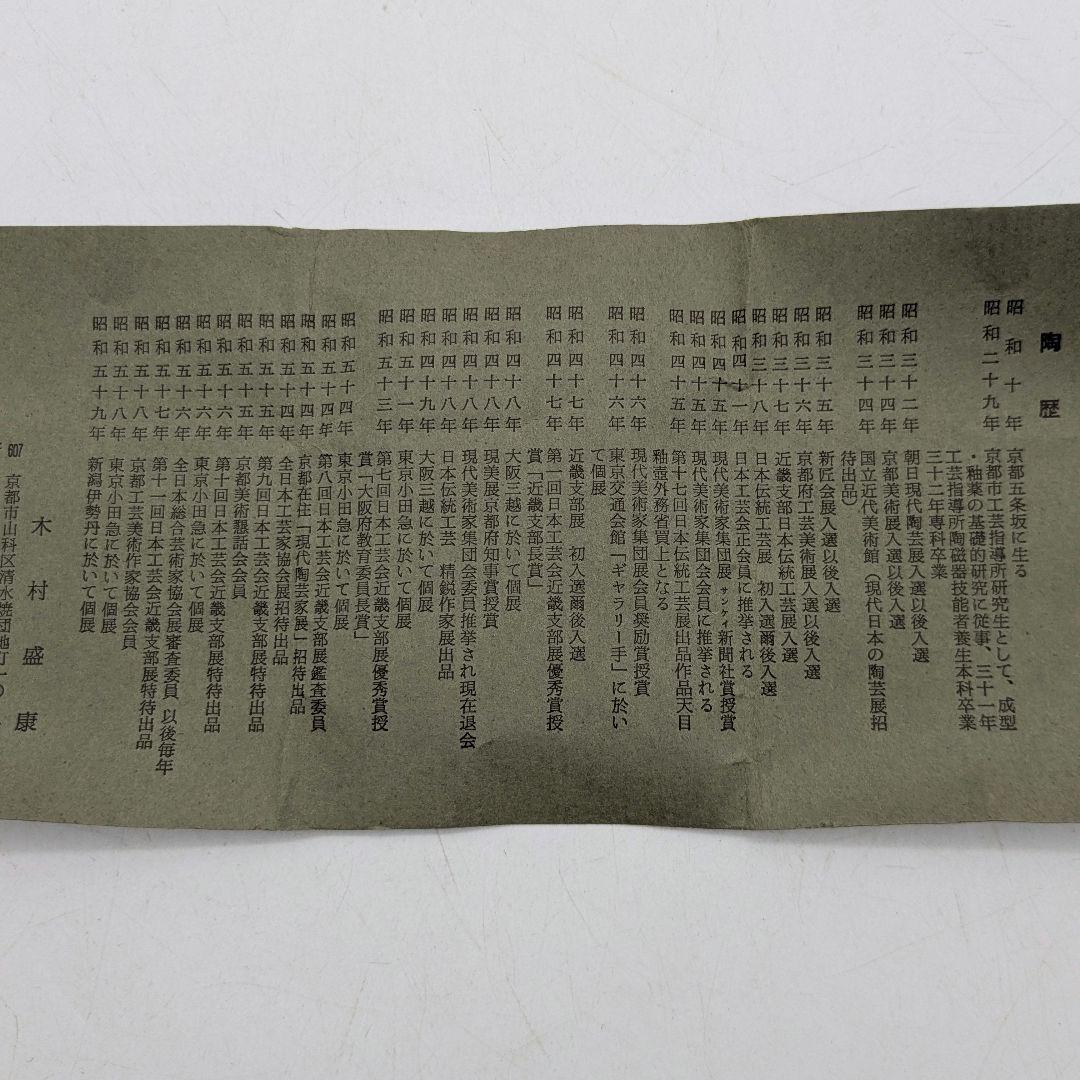 陶歴
昭和十年 京都五条坂に生る
昭和二十九年 京都市工芸指導所研究生として、成型
・釉薬の基礎的研究に従事、三十一年
工芸指導所陶磁器技能者養生本科卒業
三十二年専科卒業
昭和三十二年 朝日現代陶芸展入選以後入選
昭和三十四年 京都美術展入選以後入選
昭和三十四年 国立近代美術館(現代日本の陶芸展招
待出品)
昭和三十五年 新匠会展入選以後入選
昭和三十六年 京都府工芸美術展入選以後入選
昭和三十七年 近畿支部日本伝統工芸展入選
昭和三十八年 日本伝統工芸展 初入選爾後入選
昭和四十一年 日本工芸会正会員に推挙される
昭和四十五年 現代美術家集団展サンケイ新聞社賞授賞
昭和四十五年 現代美術家集団会会員に推挙される
昭和四十五年 第十七回日本伝統工芸展出品作品天目
釉壺外務省買上となる
昭和四十六年 現代美術家集団展会員奨励賞授賞
昭和四十六年 東京交通会館「ギャラリー手」に於い
て個展
昭和四十七年 近畿支部展 初入選爾後入選
昭和四十七年 第一回日本工芸会近畿支部展優秀賞授
賞「近畿支部長賞」
昭和四十八年 大阪三越に於いて個展
昭和四十八年 現美展京都府知事賞授賞
昭和四十八年 現代美術家集団会委員推挙され現在退会
昭和四十八年 日本伝統工芸 精鋭作家展出品
昭和四十九年 大阪三越に於いて個展
昭和五十一年 東京小田急に於いて個展
昭和五十三年 第七回日本工芸会近畿支部展優秀賞授
賞「大阪府教育委員長賞」
昭和五十四年 東京小田急に於いて個展
昭和五十四年 第八回日本工芸会近畿支部展鑑査委員
昭和五十四年 京都在住「現代陶芸家展」招待出品
昭和五十五年 全日本工芸家協会展招待出品
昭和五十五年 第九回日本工芸会近畿支部展特待出品
昭和五十五年 京都美術懇話会会員
昭和五十六年 第十回日本工芸会近畿支部展特待出品
昭和五十六年 東京小田急に於いて個展
昭和五十六年 全日本総合芸術家協会展審査委員 以後毎年
昭和五十七年 第十一回日本工芸会近畿支部展特待出品
昭和五十八年 京都工芸美術作家協会会員
昭和五十八年 東京小田急に於いて個展
昭和五十九年 新潟伊勢丹に於いて個展
木村盛康
607 京都市山科区清水焼団地町一〇